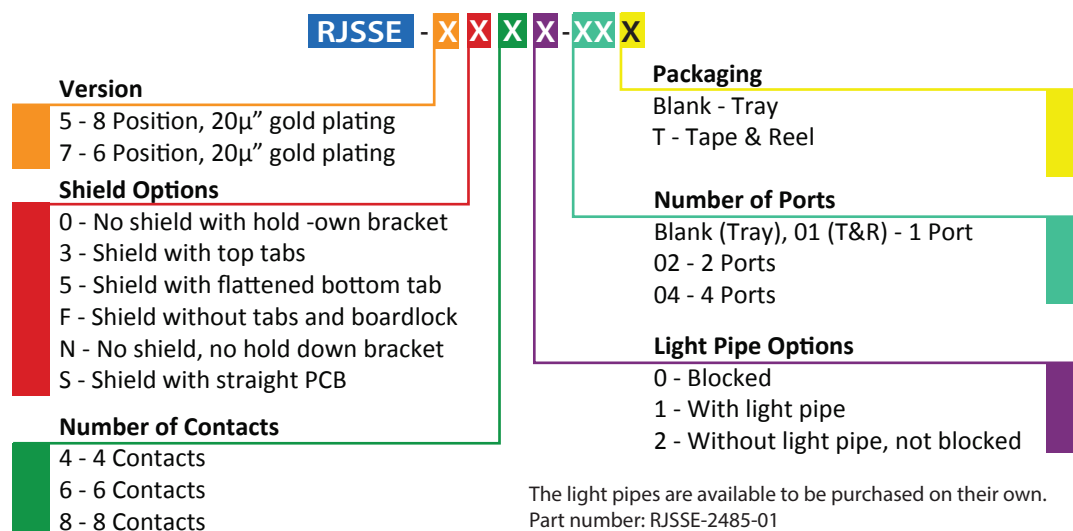 RJSSE - X X X X - XX X
Version
5 - 8 Position, 20µ” gold plating
7 - 6 Position, 20µ” gold plating
Shield Options
0 - No shield with hold -own bracket
3 - Shield with top tabs
5 - Shield with flattened bottom tab
F - Shield without tabs and boardlock
N - No shield, no hold down bracket
S - Shield with straight PCB
Number of Contacts
4 - 4 Contacts
6 - 6 Contacts
8 - 8 Contacts
Packaging
Blank - Tray
T - Tape & Reel
Number of Ports
Blank (Tray), 01 (T&R) - 1 Port
02 - 2 Ports
04 - 4 Ports
Light Pipe Options
0 - Blocked
1 - With light pipe
2 - Without light pipe, not blocked
The light pipes are available to be purchased on their own.
Part number: RJSSE-2485-01